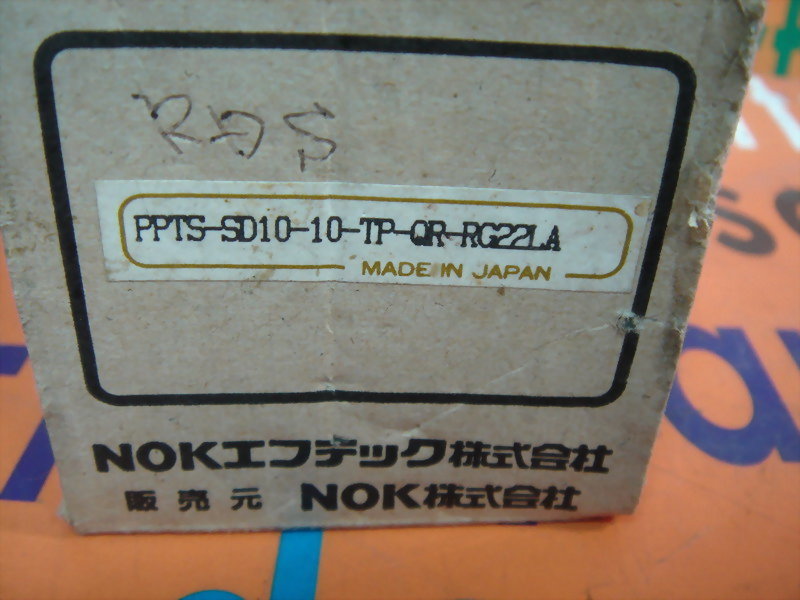 RDS
PPTS-SD10-10-TP-QR-RG22LA
MADE IN JAPAN
NOKエフテック株式会社
販売元 NOK株式会社